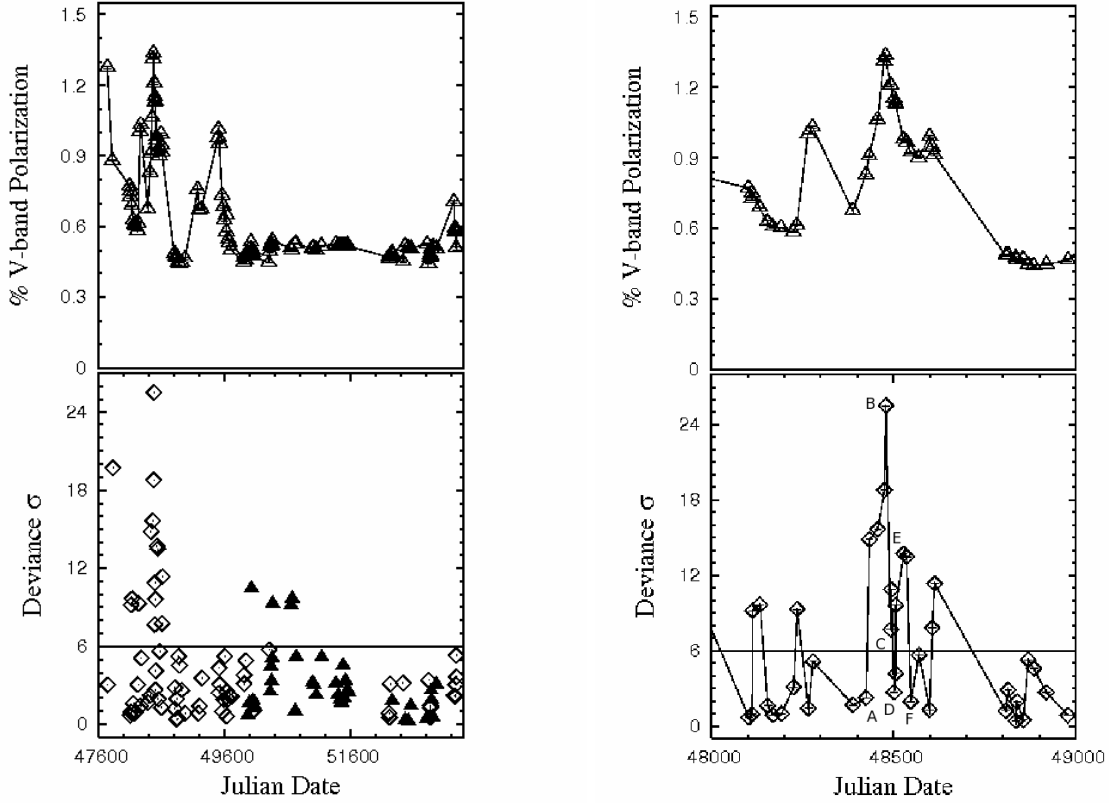 1.5
1.2
0.9
0.6
0.3
0
% V-band Polarization
24
18
12
6
0
Deviance σ
47600
49600
51600
Julian Date
1.5
1.2
0.9
0.6
0.3
0
% V-band Polarization
24
18
12
6
0
Deviance σ
B
E
C
A
D
F
48000
48500
49000
Julian Date